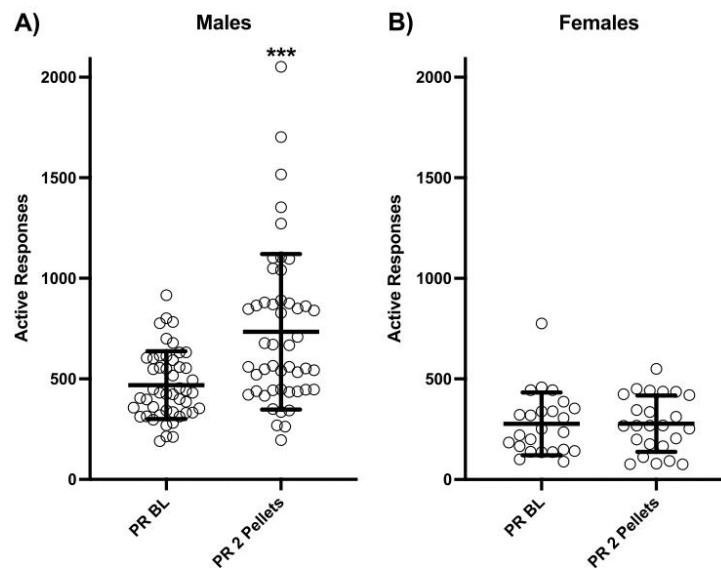 A)
Males
***
Active Responses
2000
1500
1000
500
0
PR BL
PR 2 Pellets
B)
Females
Active Responses
2000
1500
1000
500
0
PR BL
PR 2 Pellets